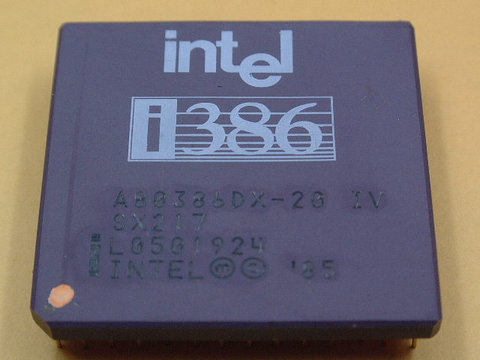 intel
i386
A80386DX-20 IV
SX217
L0501924
INTEL Ⓜ Ⓒ '85